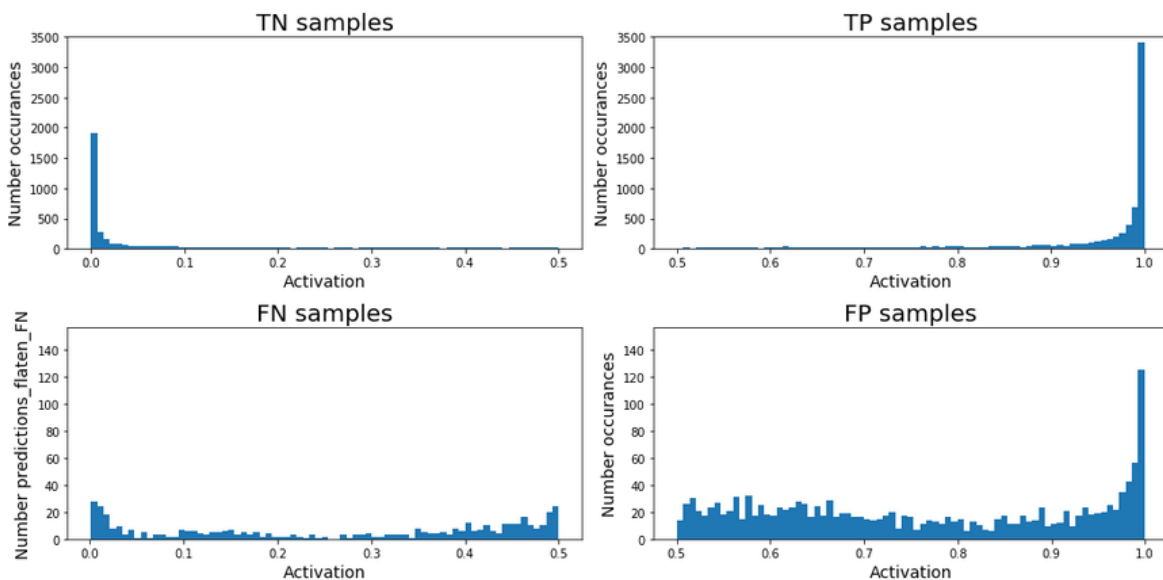 TN samples
3500
3000
2500
2000
1500
1000
500
0
Number occurances
0.0 0.1 0.2 0.3 0.4 0.5
Activation
TP samples
3500
3000
2500
2000
1500
1000
500
0
Number occurances
0.5 0.6 0.7 0.8 0.9 1.0
Activation
FN samples
140
120
100
80
60
40
20
0
Number predictions_flaten_FN
0.0 0.1 0.2 0.3 0.4 0.5
Activation
FP samples
140
120
100
80
60
40
20
0
Number occurances
0.5 0.6 0.7 0.8 0.9 1.0
Activation